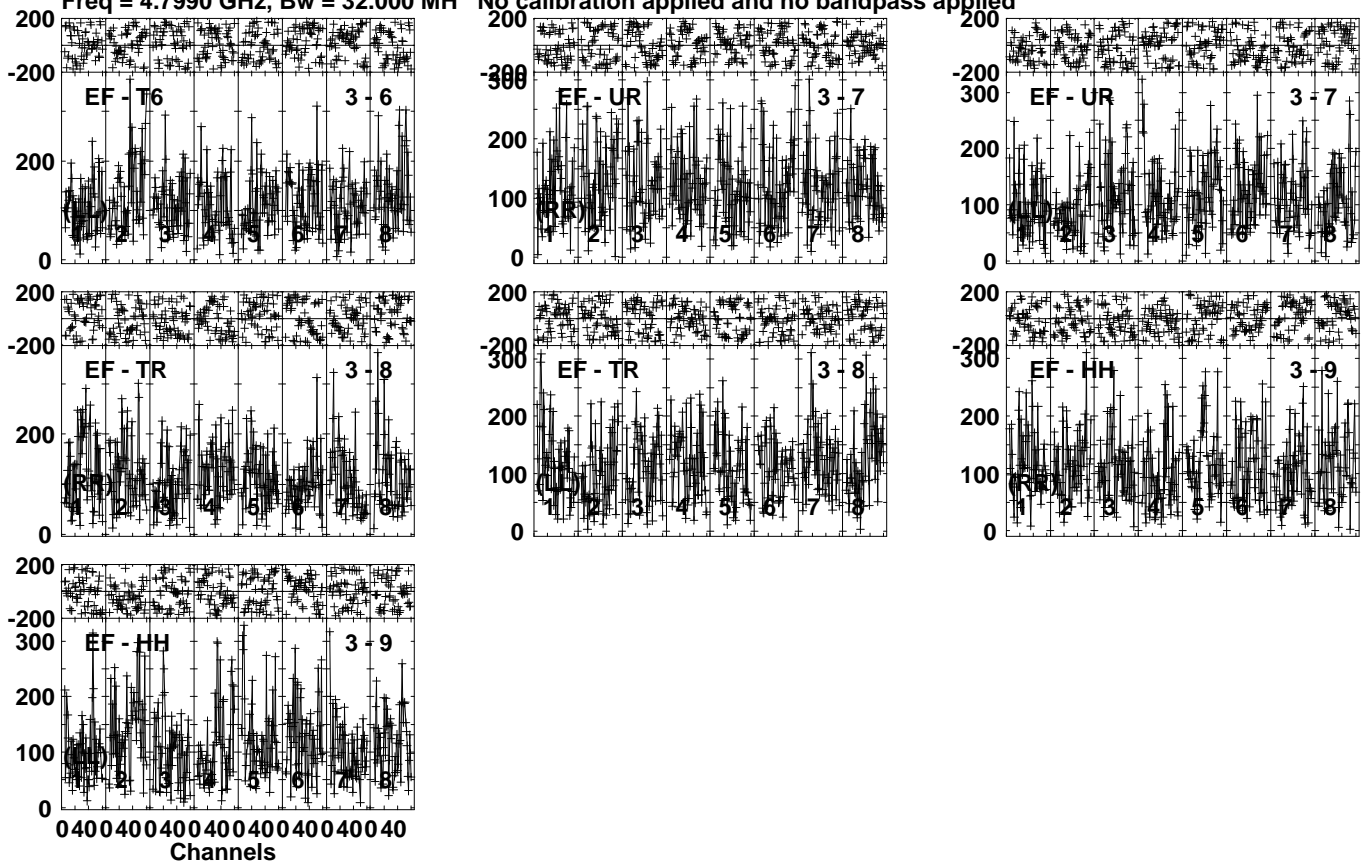 Freq = 4.7990 GHz, Bw = 32.000 MH No calibration applied and no bandpass applied
200
-200
EF - T6 3 - 6
200
(LL)
1 2 3 4 5 6 7 8
0
200
-200
300
EF - UR 3 - 7
200
100
(RR)
1 2 3 4 5 6 7 8
0
200
-200
300
EF - UR 3 - 7
200
100
(LL)
1 2 3 4 5 6 7 8
0
200
-200
EF - TR 3 - 8
200
(RR)
1 2 3 4 5 6 7 8
0
200
-200
300
EF - TR 3 - 8
200
100
(LL)
1 2 3 4 5 6 7 8
0
200
-200
300
EF - HH 3 - 9
200
100
(RR)
1 2 3 4 5 6 7 8
0
200
-200
300
EF - HH 3 - 9
200
100
(LL)
1 2 3 4 5 6 7 8
0
0 40 0 40 0 40 0 40 0 40 0 40 0 40 0 40
Channels